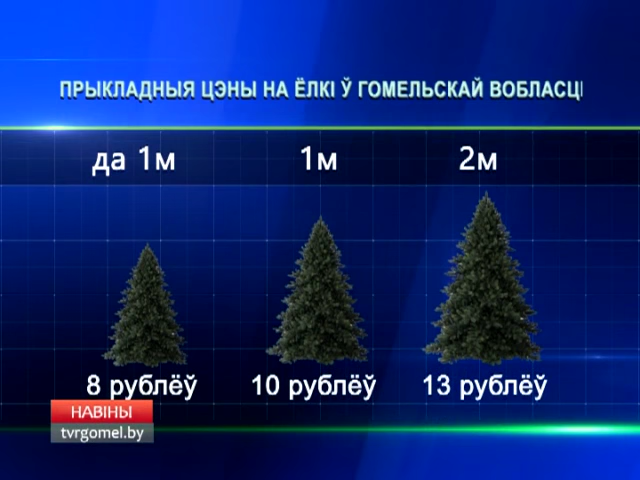 ПРЫКЛАДНЫЯ ЦЭНЫ НА ЁЛКІ Ў ГОМЕЛЬСКАЙ ВОБЛАСЦІ
да 1м 1м 2м
8 рублёў 10 рублёў 13 рублёў
НАВІНЫ
tvrgomel.by